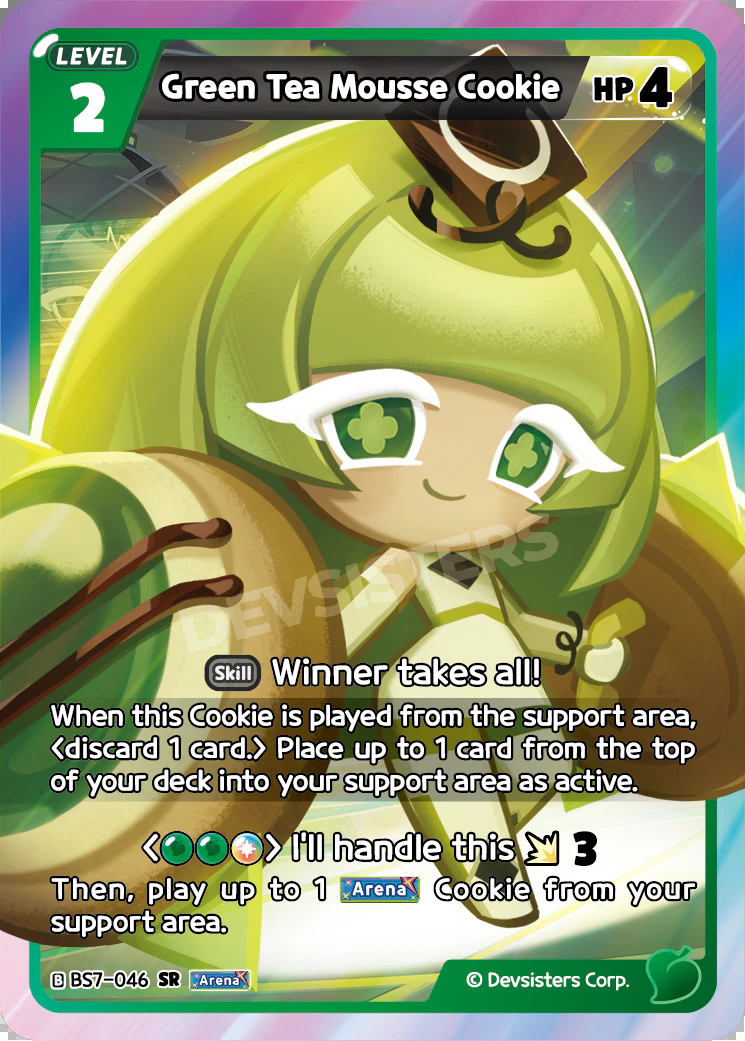 LEVEL
2
Green Tea Mousse Cookie
HP 4
DEVSISTERS
Skill Winner takes all!
When this Cookie is played from the support area,
<discard 1 card.> Place up to 1 card from the top
of your deck into your support area as active.
< > I'll handle this 3
Then, play up to 1 Arena Cookie from your
support area.
B BS7-046 SR Arena
© Devsisters Corp.